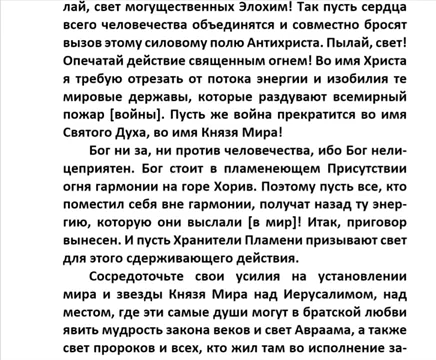 лай, свет могущественных Элохим! Так пусть сердца
всего человечества объединятся и совместно бросят
вызов этому силовому полю Антихриста. Пылай, свет!
Опечатай действие священным огнем! Во имя Христа
я требую отрезать от потока энергии и изобилия те
мировые державы, которые раздувают всемирный
пожар [войны]. Пусть же война прекратится во имя
Святого Духа, во имя Князя Мира!
Бог ни за, ни против человечества, ибо Бог нели-
цеприятен. Бог стоит в пламенеющем Присутствии
огня гармонии на горе Хорив. Поэтому пусть все, кто
поместил себя вне гармонии, получат назад ту энер-
гию, которую они выслали [в мир]! Итак, приговор
вынесен. И пусть Хранители Пламени призывают свет
для этого сдерживающего действия.
Сосредоточьте свои усилия на установлении
мира и звезды Князя Мира над Иерусалимом, над
местом, где эти самые души могут в братской любви
явить мудрость закона веков и свет Авраама, а также
свет пророков и всех, кто жил там во исполнение за-